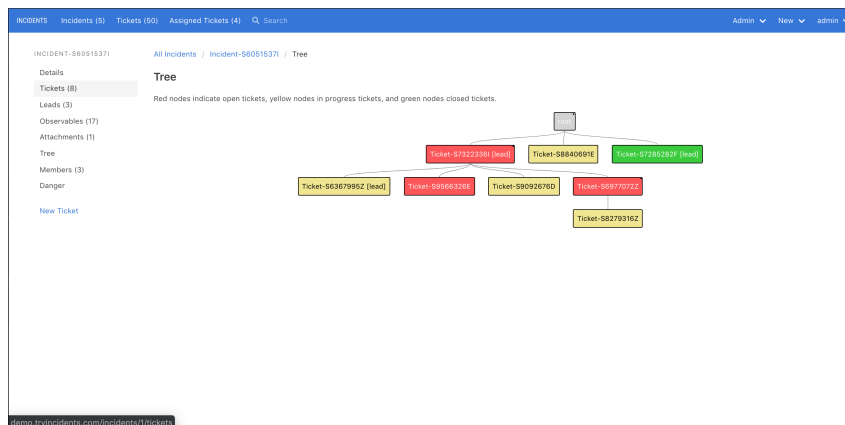 INCIDENTS Incidents (5) Tickets (50) Assigned Tickets (4) Search Admin New admin
INCIDENT-S6051537I
Details
Tickets (8)
Leads (3)
Observables (17)
Attachments (1)
Tree
Members (3)
Danger
New Ticket
All Incidents / Incident-S6051537I / Tree
Tree
Red nodes indicate open tickets, yellow nodes in progress tickets, and green nodes closed tickets.
root
Ticket-S7322336I [lead] Ticket-S8840691E Ticket-S7285282F [lead]
Ticket-S6367995Z [lead] Ticket-S9566326E Ticket-S9092676D Ticket-S6977072Z
Ticket-S8279316Z
demo.tryincidents.com/incidents/1/tickets